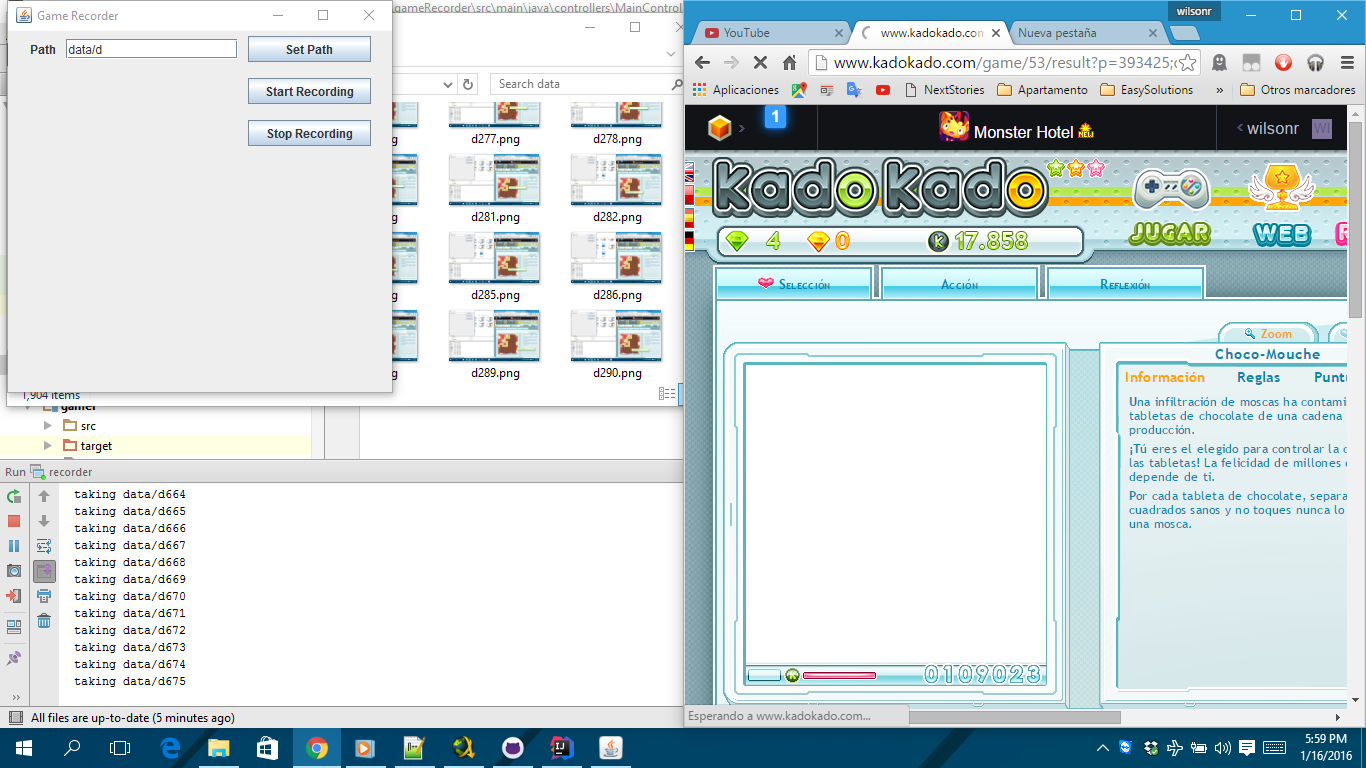 Game Recorder
Path
data/d
Set Path
Start Recording
Stop Recording
.gameRecorder\src\main\java\controllers\MainControl
Search data
d277.png
d278.png
d281.png
d282.png
d285.png
d286.png
d289.png
d290.png
1,904 items
gamer
src
target
Run
recorder
taking data/d664
taking data/d665
taking data/d666
taking data/d667
taking data/d668
taking data/d669
taking data/d670
taking data/d671
taking data/d672
taking data/d673
taking data/d674
taking data/d675
All files are up-to-date (5 minutes ago)
wilsonr
YouTube
www.kadokado.com
Nueva pestaña
www.kadokado.com/game/53/result?p=393425;
Aplicaciones
NextStories
Apartamento
EasySolutions
»
Otros marcadores
1
Monster Hotel
NEW
wilsonr
WI
kadokado
4
0
K
17.858
JUGAR
WEB
Selección
Acción
Reflexión
Zoom
Choco-Mouche
Información
Reglas
Puntu
Una infiltración de moscas ha contami
tabletas de chocolate de una cadena
producción.
¡Tú eres el elegido para controlar la c
las tabletas! La felicidad de millones
depende de ti.
Por cada tableta de chocolate, separa
cuadrados sanos y no toques nunca lo
una mosca.
0109023
Esperando a www.kadokado.com...
5:59 PM
1/16/2016